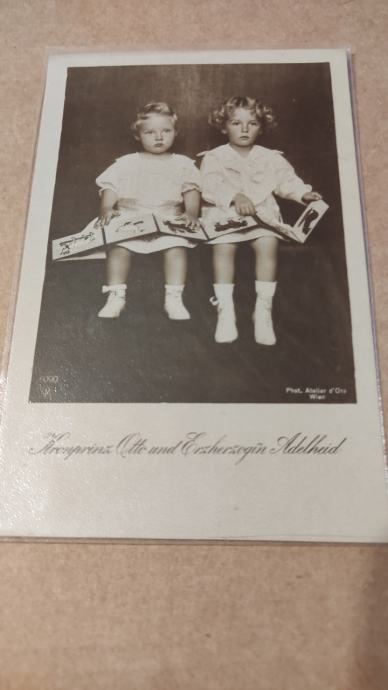 Phot. Atelier d'Ora
Wien
Kronprinz Otto und Erzherzogin Adelheid